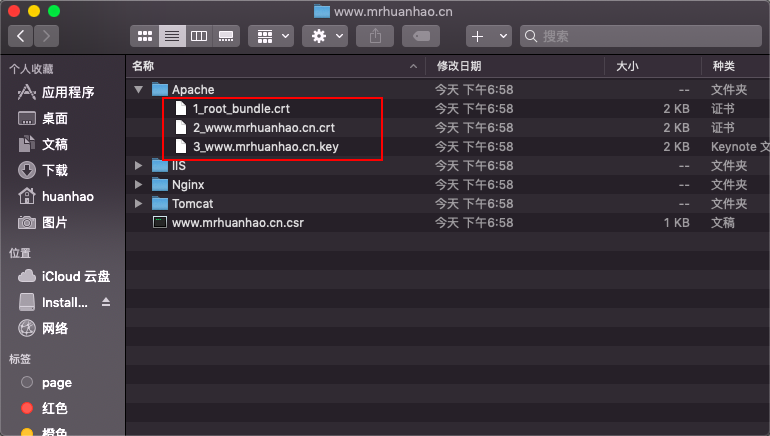 www.mrhuanhao.cn
搜索
个人收藏
应用程序
桌面
文稿
下载
huanhao
图片
位置
iCloud 云盘
Install...
网络
标签
page
红色
橙色
名称 修改日期 大小 种类
Apache 今天 下午6:58 -- 文件夹
1_root_bundle.crt 今天 下午6:58 2 KB 证书
2_www.mrhuanhao.cn.crt 今天 下午6:58 2 KB 证书
3_www.mrhuanhao.cn.key 今天 下午6:58 2 KB Keynote 文
IIS 今天 下午6:58 -- 文件夹
Nginx 今天 下午6:58 -- 文件夹
Tomcat 今天 下午6:58 -- 文件夹
www.mrhuanhao.cn.csr 今天 下午6:58 1 KB 文稿